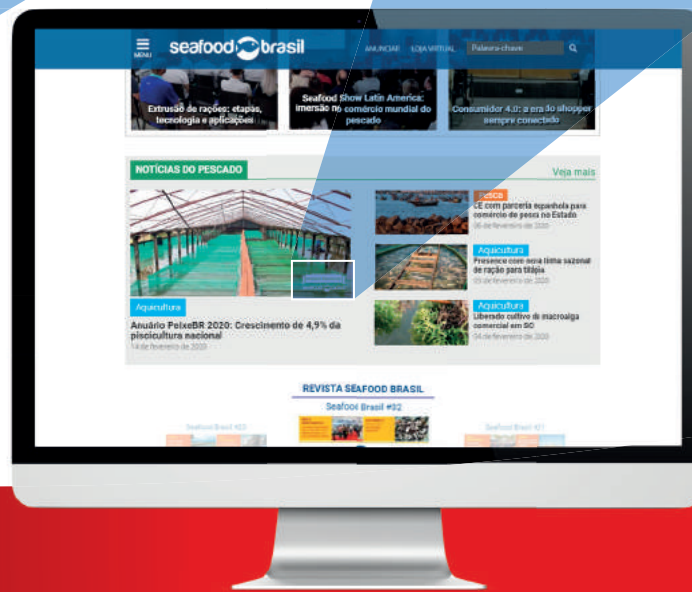 MENU
seafood brasil
ANUNCIAR
LOJA VIRTUAL
Palavra-chave
Extrusão de rações: etapas,
tecnologia e aplicações
Seafood Show Latin America:
imersão no comércio mundial do
pescado
Consumidor 4.0: a era do shopper
sempre conectado
NOTÍCIAS DO PESCADO
Veja mais
Aquicultura
Anuário PeixeBR 2020: Crescimento de 4,9% da
piscicultura nacional
14 de fevereiro de 2020
Pesca
CE com parceria espanhola para
comércio de pesca no Estado
06 de fevereiro de 2020
Aquicultura
Presence com nova linha sazonal
de ração para tilápia
05 de fevereiro de 2020
Aquicultura
Liberado cultivo de macroalga
comercial em SC
04 de fevereiro de 2020
REVISTA SEAFOOD BRASIL
Seafood Brasil #32
Seafood Brasil #31